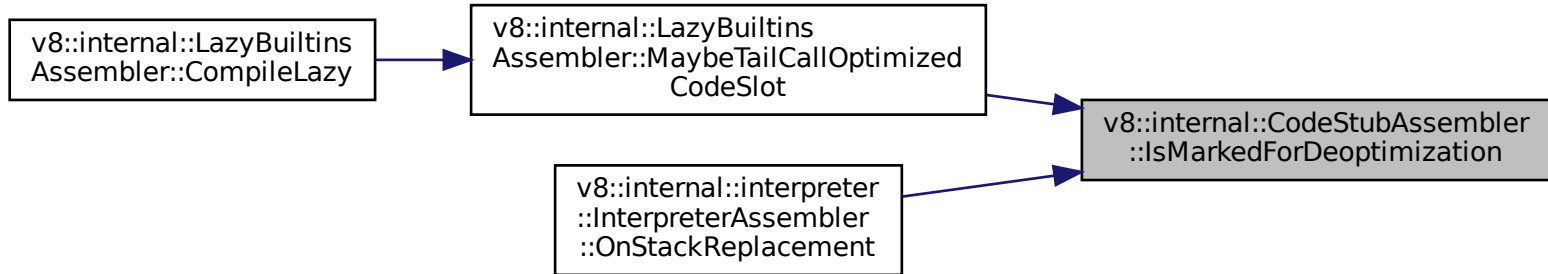 v8::internal::LazyBuiltins
Assembler::CompileLazy
v8::internal::LazyBuiltins
Assembler::MaybeTailCallOptimized
CodeSlot
v8::internal::interpreter
::InterpreterAssembler
::OnStackReplacement
v8::internal::CodeStubAssembler
::IsMarkedForDeoptimization